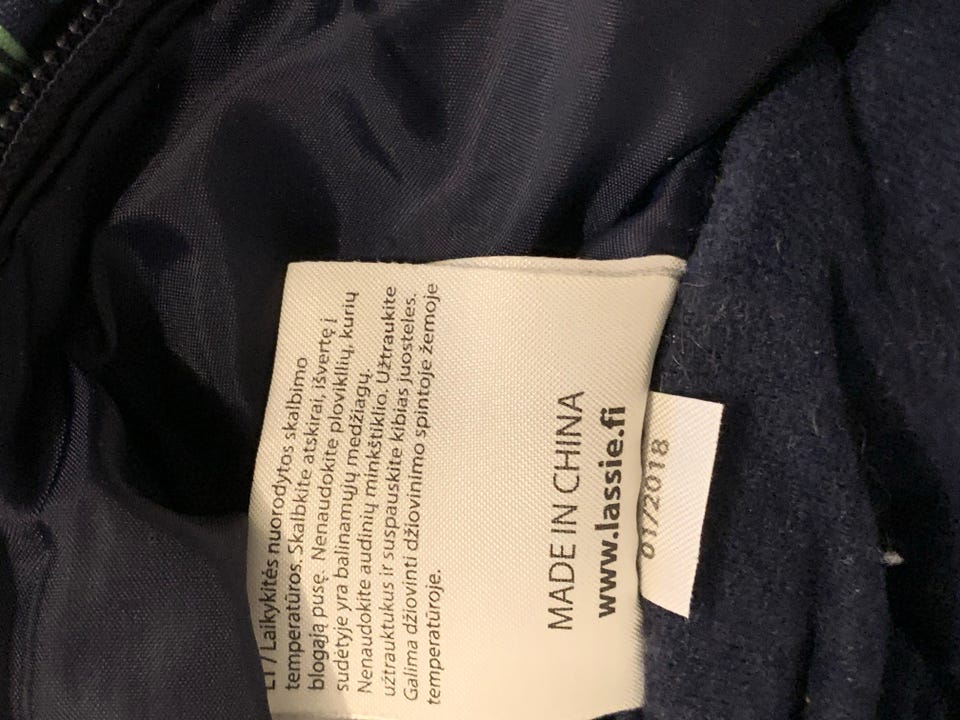 LT / Laikykitės nuorodytos skalbimo
temperatūros. Skalbkite atskirai, išvertę į
blogąją pusę. Nenaudokite plovikllių, kurių
sudėtyje yra balinamųjų medžiagų.
Nenaudokite audinių minkštiklio. Užtraukite
užtrauktukus ir suspauskite kibias juosteles.
Galima džiovinti džiovinimo spintoje žemoje
temperatūroje.
MADE IN CHINA
www.lassie.fi
01/2018